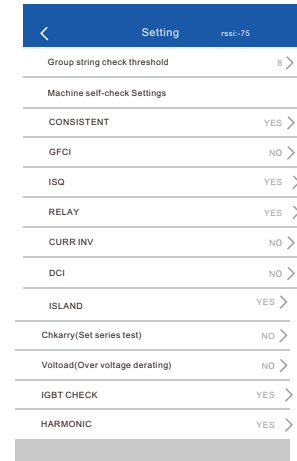 Setting rssi:-75
Group string check threshold 8
Machine self-check Settings
CONSISTENT YES
GFCI NO
ISQ YES
RELAY YES
CURR INV NO
DCI NO
ISLAND YES
Chkarry(Set series test) NO
Voltoad(Over voltage derating) NO
IGBT CHECK YES
HARMONIC YES